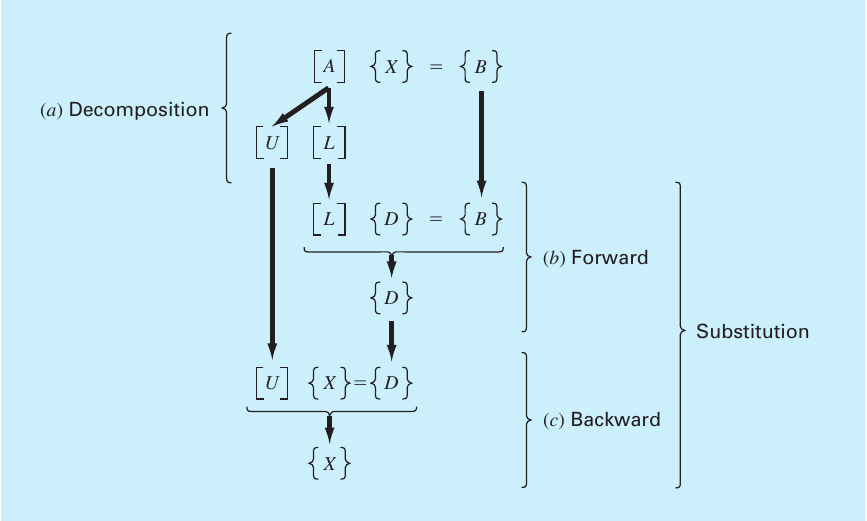 [A] {X} = {B}
(a) Decomposition
[U] [L]
[L] {D} = {B}
(b) Forward
{D}
Substitution
[U] {X}={D}
(c) Backward
{X}